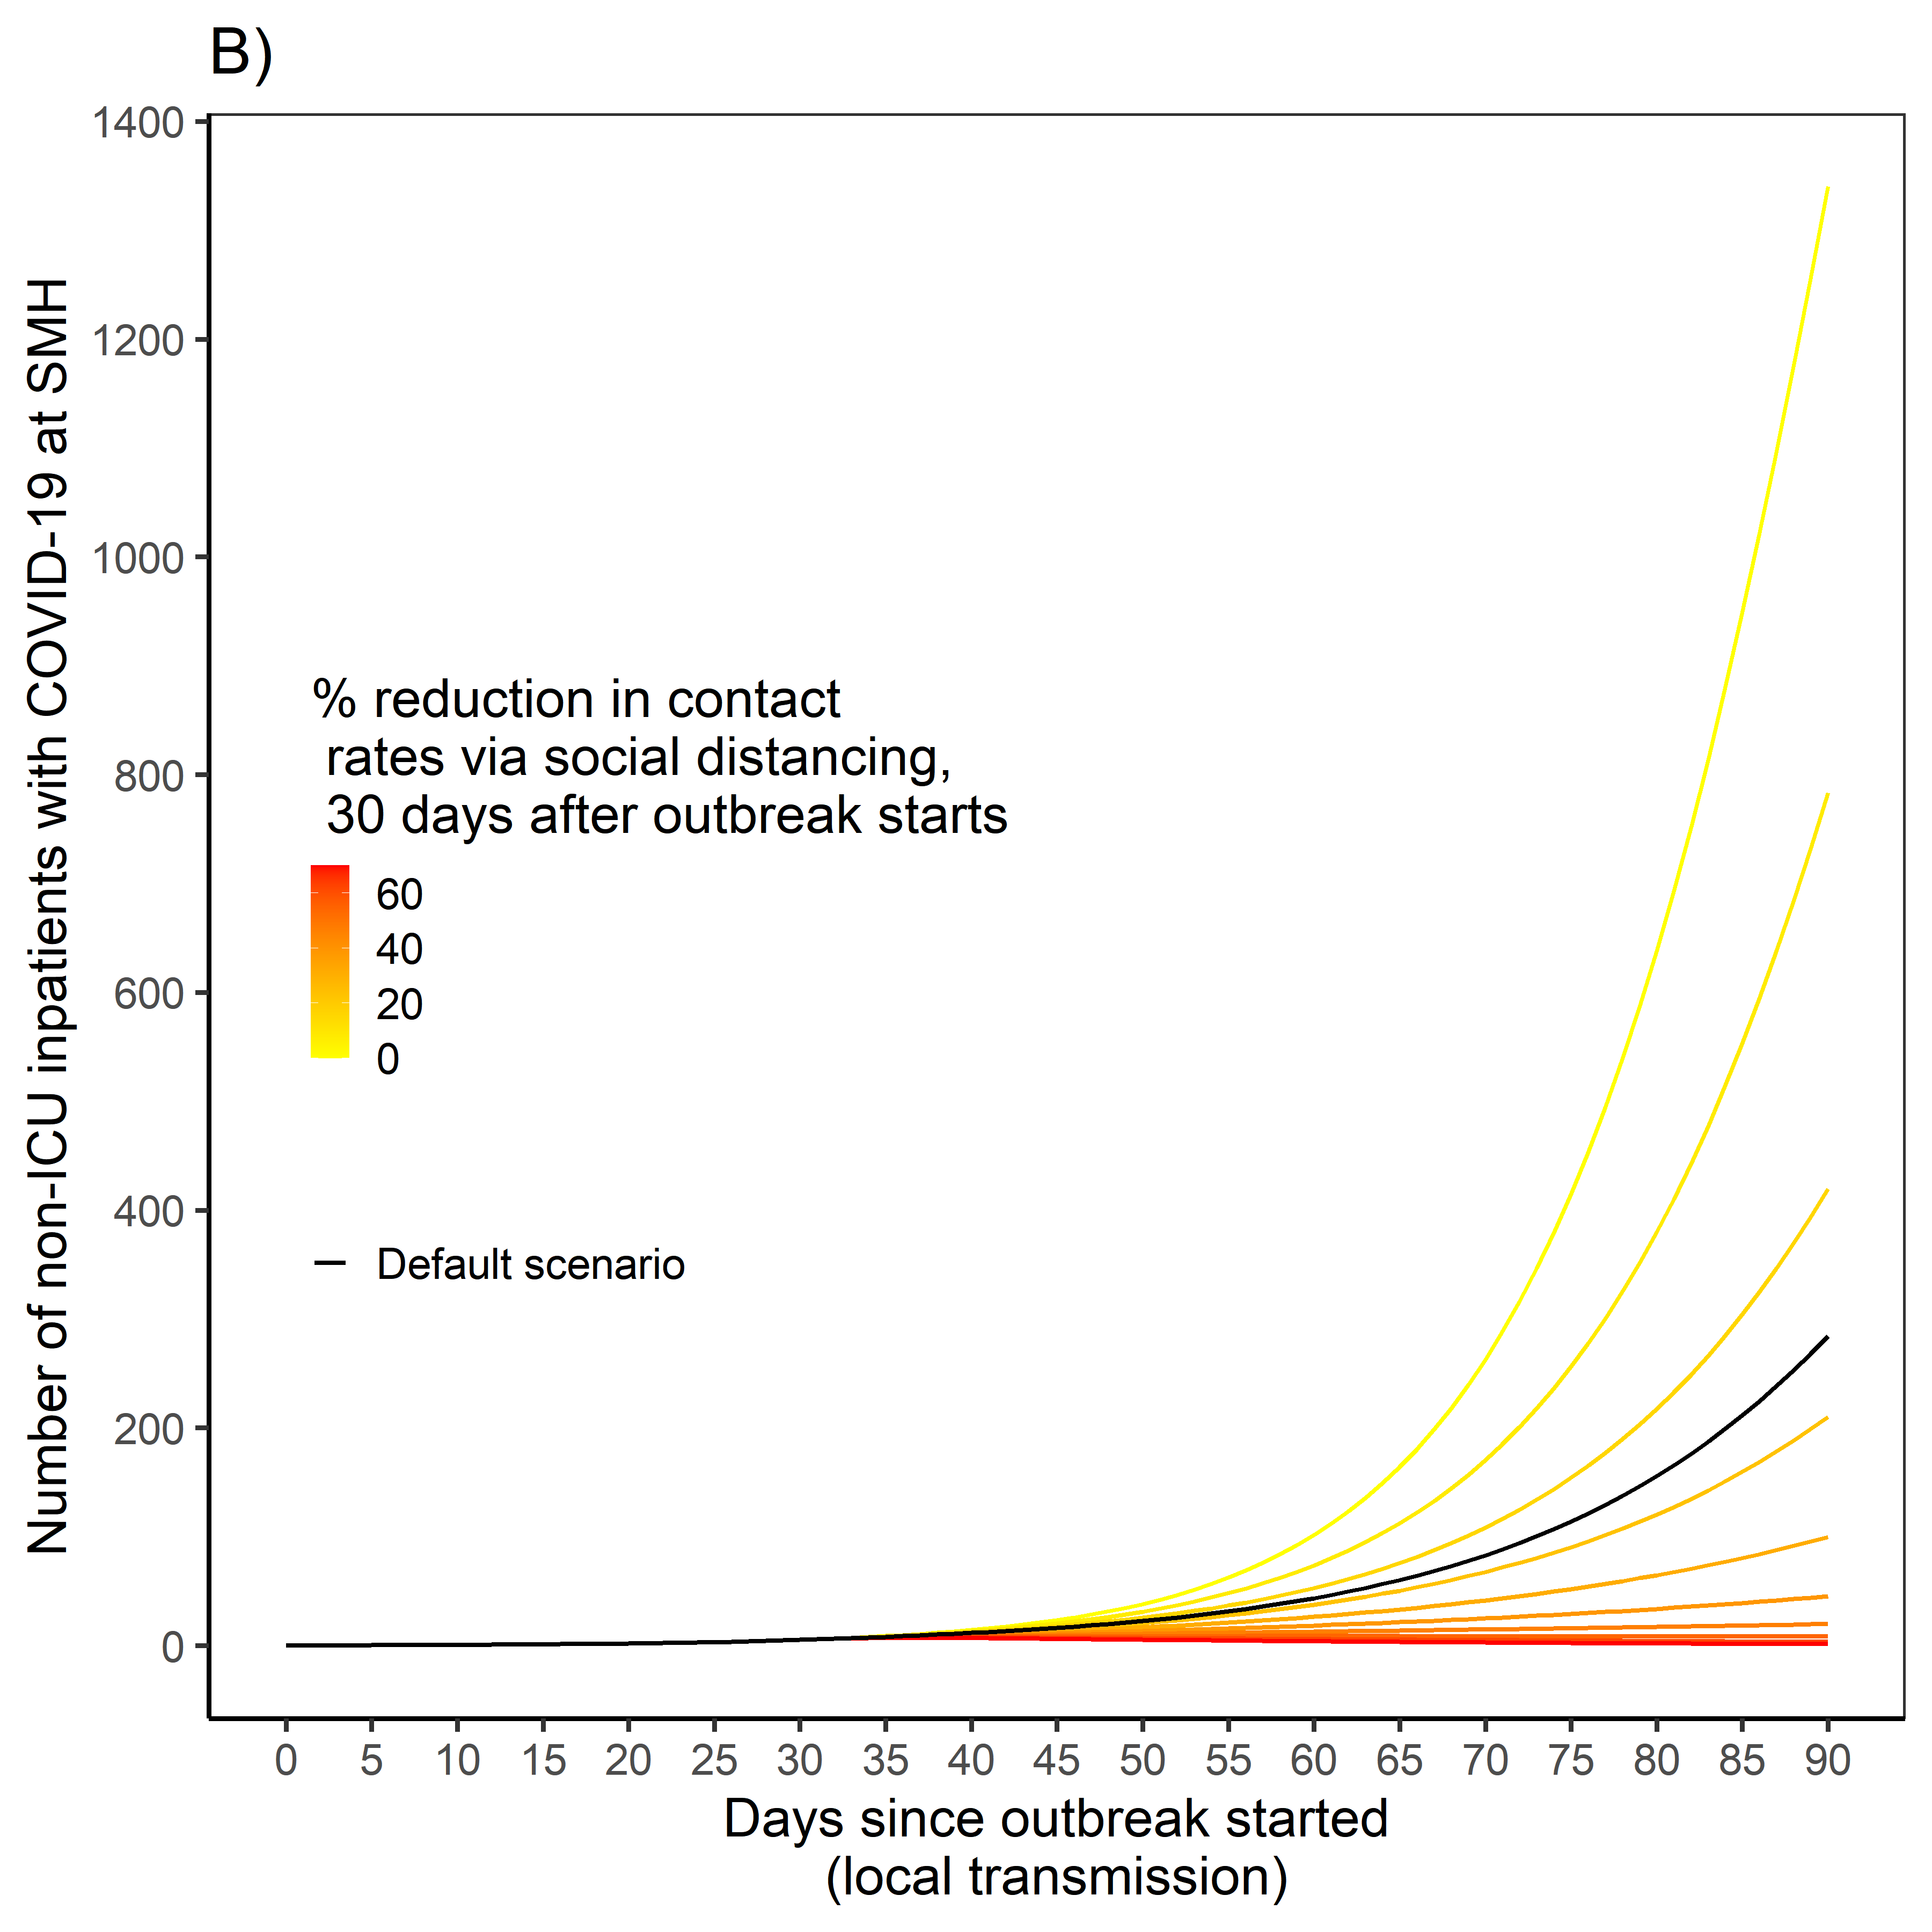 B)
Number of non-ICU inpatients with COVID-19 at SMH
1400
1200
1000
800
600
400
200
0
% reduction in contact
rates via social distancing,
30 days after outbreak starts
60
40
20
0
Default scenario
0 5 10 15 20 25 30 35 40 45 50 55 60 65 70 75 80 85 90
Days since outbreak started
(local transmission)